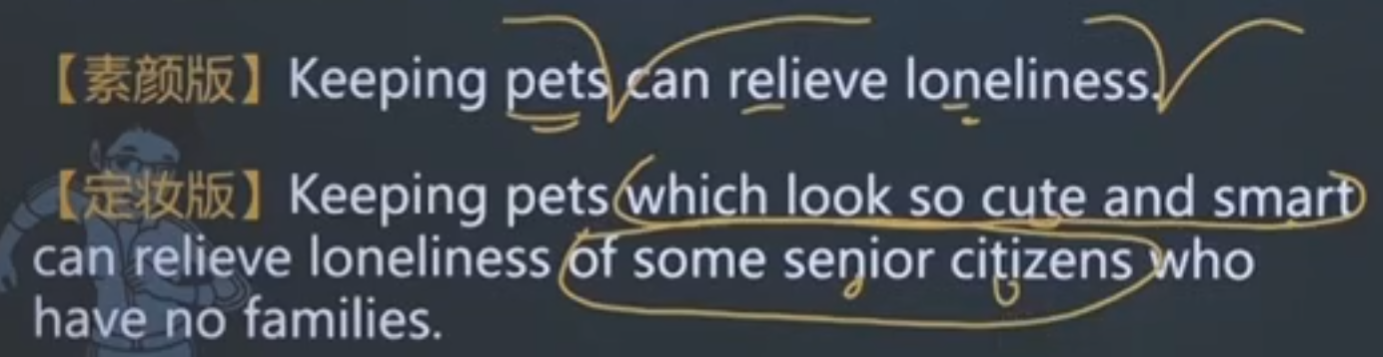 【素颜版】Keeping pets can relieve loneliness.
【定妆版】Keeping pets which look so cute and smart
can relieve loneliness of some senior citizens who
have no families.